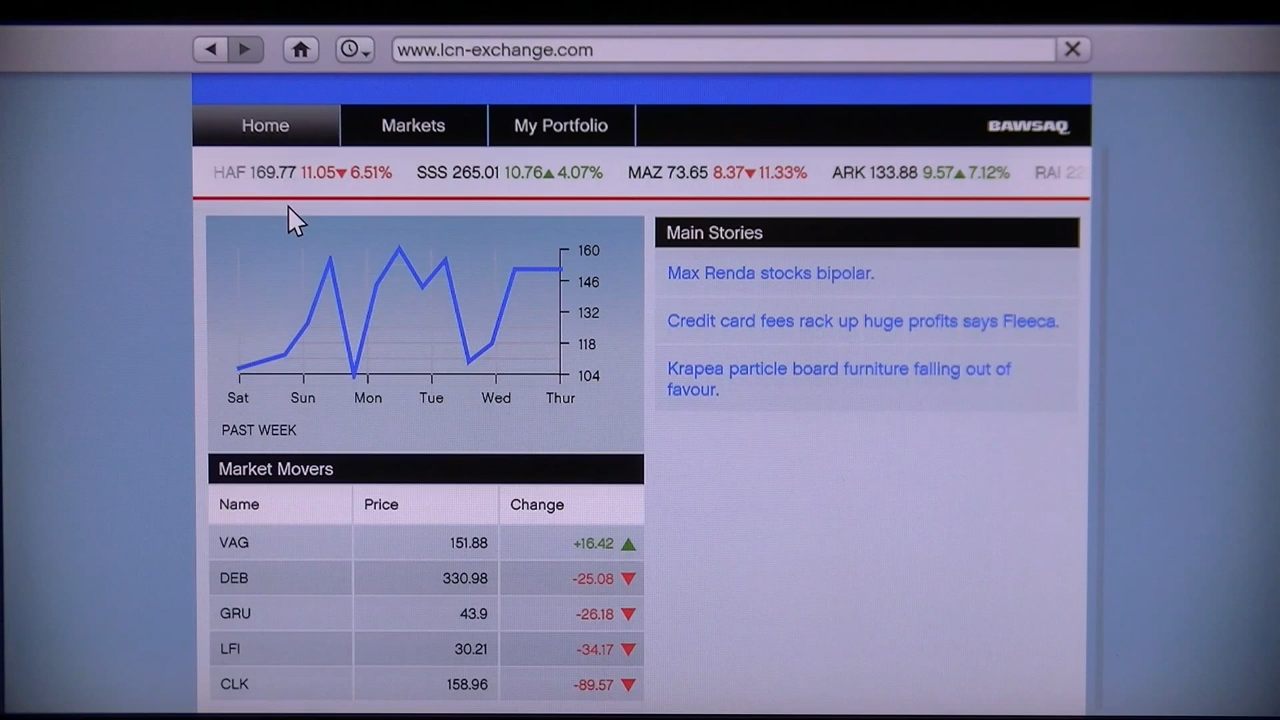 www.lcn-exchange.com
Home Markets My Portfolio BAWSAQ
HAF 169.77 11.05▼6.51% SSS 265.01 10.76▲4.07% MAZ 73.65 8.37▼11.33% ARK 133.88 9.57▲7.12% RAI 22
160
146
132
118
104
Sat Sun Mon Tue Wed Thur
PAST WEEK
Main Stories
Max Renda stocks bipolar.
Credit card fees rack up huge profits says Fleeca.
Krapea particle board furniture falling out of
favour.
Market Movers
Name Price Change
VAG 151.88 +16.42 ▲
DEB 330.98 -25.08 ▼
GRU 43.9 -26.18 ▼
LFI 30.21 -34.17 ▼
CLK 158.96 -89.57 ▼